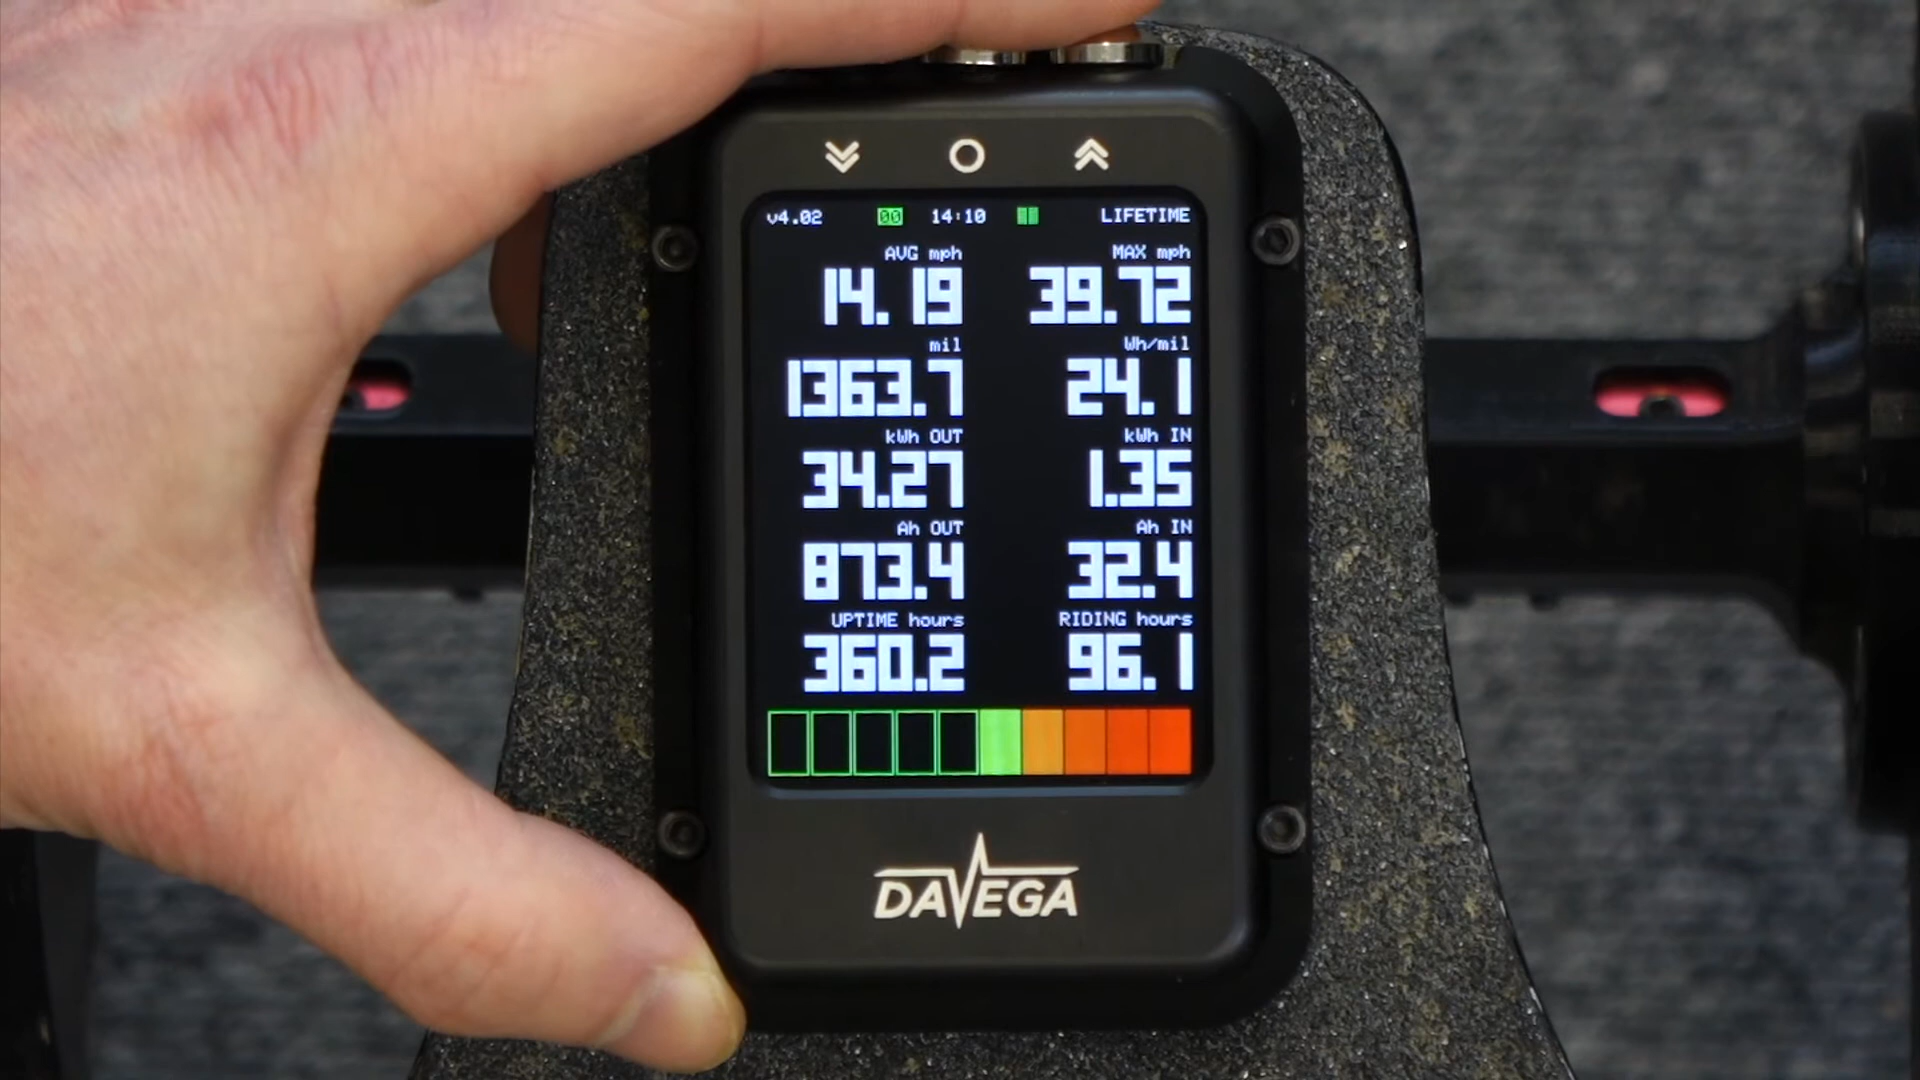 v4.02 00 14:10 LIFETIME
AVG mph MAX mph
14.19 39.72
mil Wh/mil
1363.7 24.1
kWh OUT kWh IN
34.27 1.35
Ah OUT Ah IN
873.4 32.4
UPTIME hours RIDING hours
360.2 96.1
DAVEGA